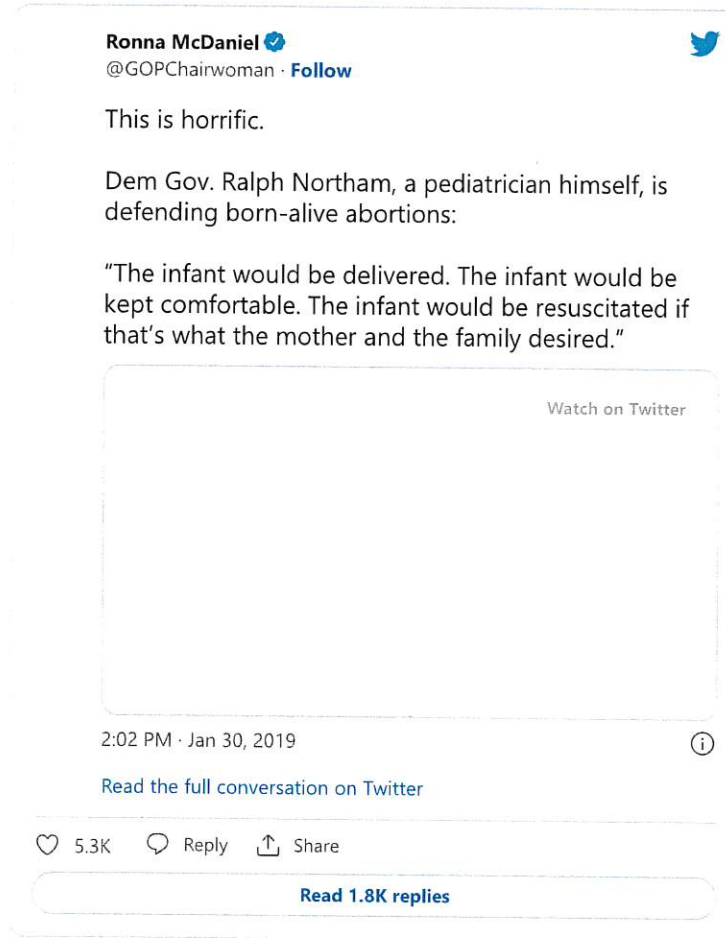 Ronna McDaniel
@GOPChairwoman · Follow
This is horrific.
Dem Gov. Ralph Northam, a pediatrician himself, is
defending born-alive abortions:
“The infant would be delivered. The infant would be
kept comfortable. The infant would be resuscitated if
that’s what the mother and the family desired.”
Watch on Twitter
2:02 PM · Jan 30, 2019
Read the full conversation on Twitter
5.3K Reply Share
Read 1.8K replies